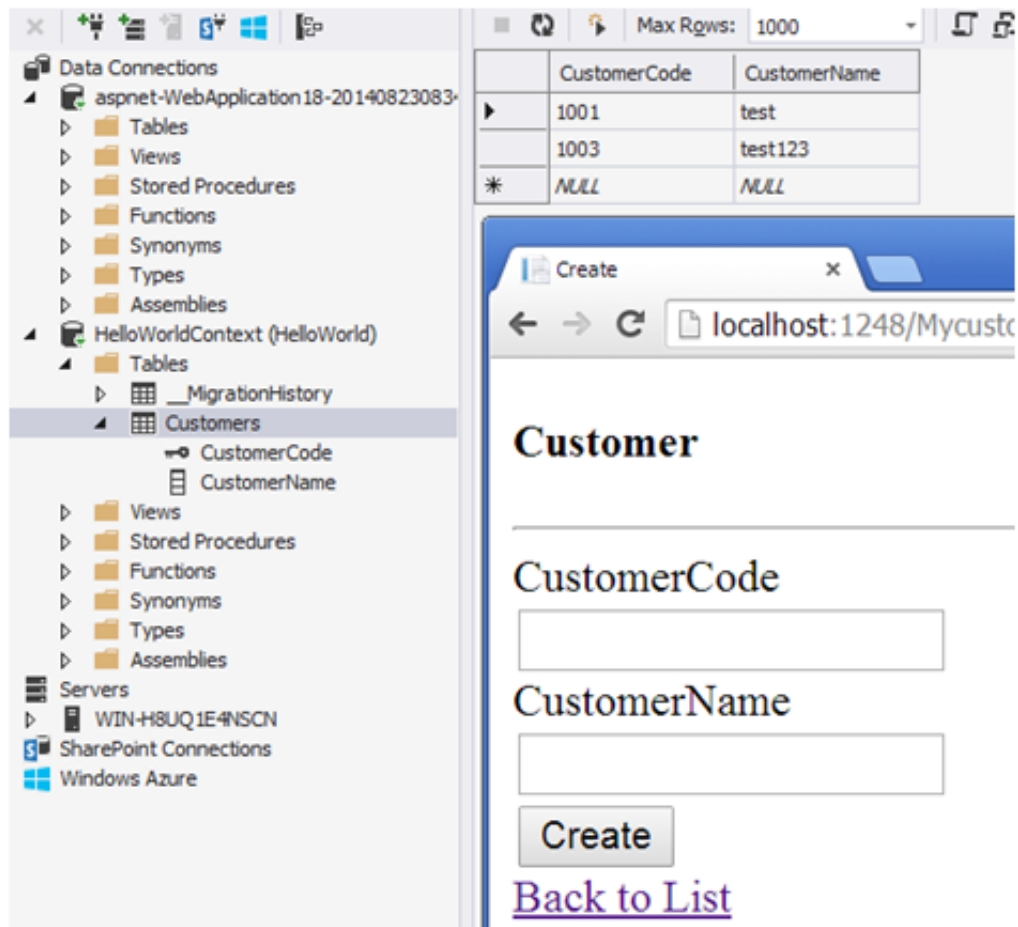 Data Connections
aspnet-WebApplication18-20140823083
Tables
Views
Stored Procedures
Functions
Synonyms
Types
Assemblies
HelloWorldContext (HelloWorld)
Tables
__MigrationHistory
Customers
CustomerCode
CustomerName
Views
Stored Procedures
Functions
Synonyms
Types
Assemblies
Servers
WIN-H8UQ1E4NSCN
SharePoint Connections
Windows Azure
Max Rows: 1000
CustomerCode CustomerName
1001 test
1003 test123
NULL NULL
Create
localhost:1248/Mycusto
Customer
CustomerCode
CustomerName
Create
Back to List